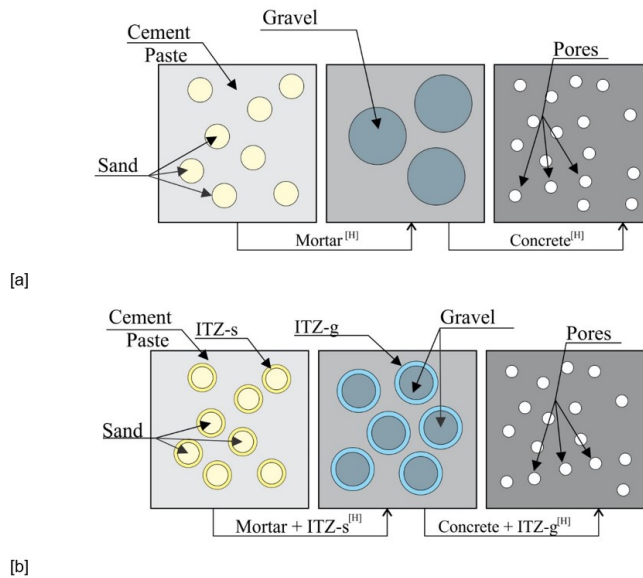 Cement
Paste
Gravel
Pores
Sand
Mortar[H]
Concrete[H]
[a]
Cement
Paste
ITZ-s
ITZ-g
Gravel
Pores
Sand
Mortar + ITZ-s[H]
Concrete + ITZ-g[H]
[b]